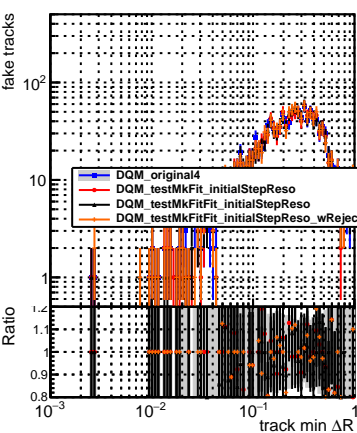 fake tracks
10²
10
1
DQM_original4
DQM_testMkFit_initialStepReso
DQM_testMkFitFit_initialStepReso
DQM_testMkFitFit_initialStepReso_wRejec
Ratio
1.2
1.1
1
0.9
0.8
10⁻³ 10⁻² 10⁻¹ 1
track min ΔR